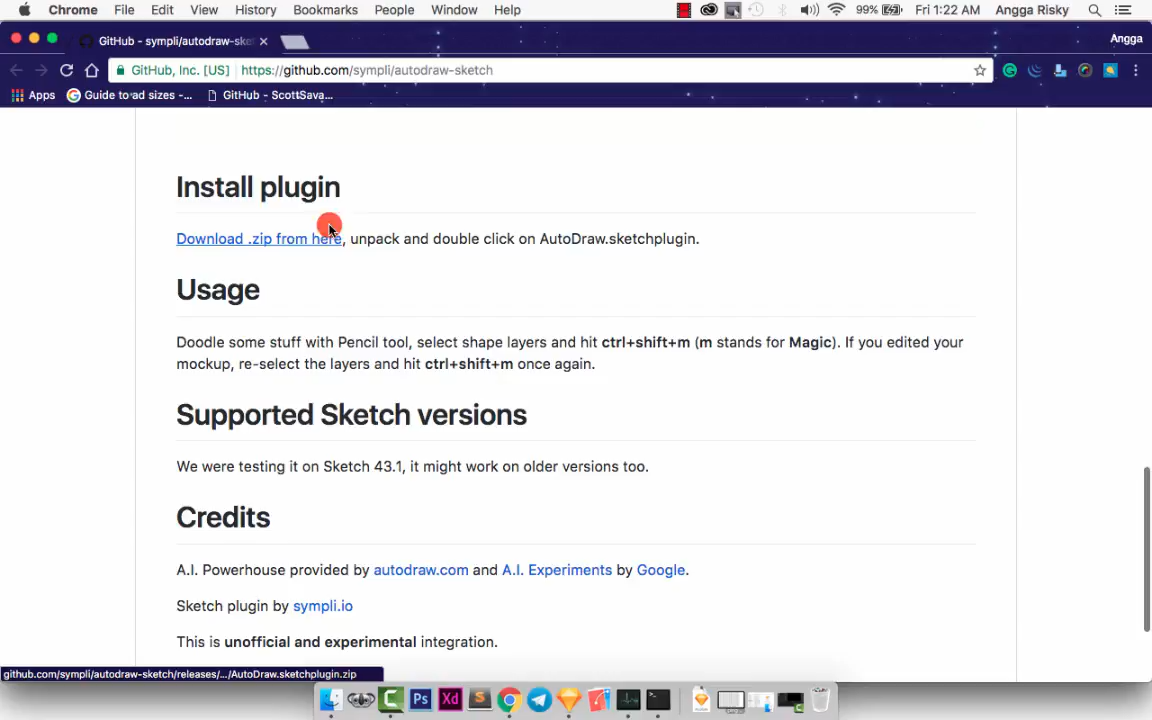 Chrome File Edit View History Bookmarks People Window Help 99% Fri 1:22 AM Angga Risky
GitHub - sympli/autodraw-ske Angga
GitHub, Inc. [US] https://github.com/sympli/autodraw-sketch
Apps Guide to ad sizes -... GitHub - ScottSava...
Install plugin
Download .zip from here, unpack and double click on AutoDraw.sketchplugin.
Usage
Doodle some stuff with Pencil tool, select shape layers and hit ctrl+shift+m (m stands for Magic). If you edited your
mockup, re-select the layers and hit ctrl+shift+m once again.
Supported Sketch versions
We were testing it on Sketch 43.1, it might work on older versions too.
Credits
A.I. Powerhouse provided by autodraw.com and A.I. Experiments by Google.
Sketch plugin by sympli.io
This is unofficial and experimental integration.
github.com/sympli/autodraw-sketch/releases/.../AutoDraw.sketchplugin.zip
Ps Xd